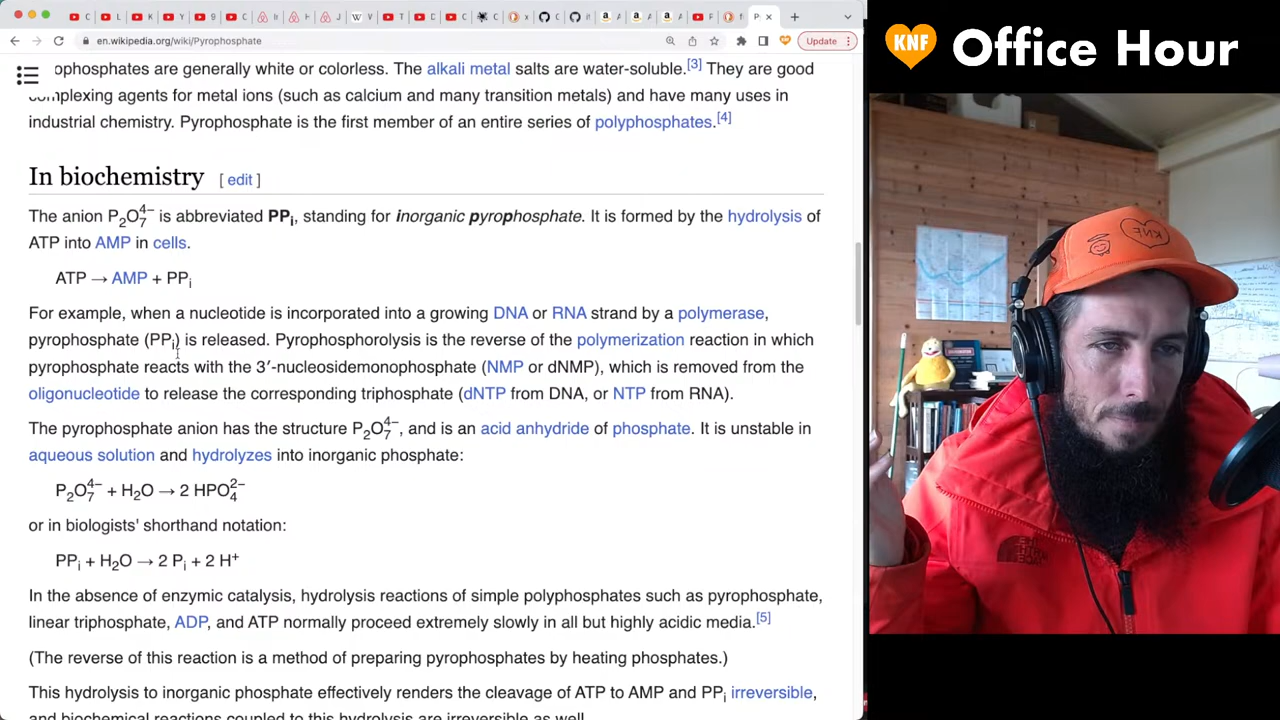 C L K Y 9 C A H J W T D C x G i a A A F f P
en.wikipedia.org/wiki/Pyrophosphate
Update
KNF Office Hour
ophosphates are generally white or colorless. The alkali metal salts are water-soluble.[3] They are good
complexing agents for metal ions (such as calcium and many transition metals) and have many uses in
industrial chemistry. Pyrophosphate is the first member of an entire series of polyphosphates.[4]
In biochemistry [ edit ]
The anion P₂O₇⁴⁻ is abbreviated PPᵢ, standing for inorganic pyrophosphate. It is formed by the hydrolysis of
ATP into AMP in cells.
ATP → AMP + PPᵢ
For example, when a nucleotide is incorporated into a growing DNA or RNA strand by a polymerase,
pyrophosphate (PPᵢ) is released. Pyrophosphorolysis is the reverse of the polymerization reaction in which
pyrophosphate reacts with the 3′-nucleosidemonophosphate (NMP or dNMP), which is removed from the
oligonucleotide to release the corresponding triphosphate (dNTP from DNA, or NTP from RNA).
The pyrophosphate anion has the structure P₂O₇⁴⁻, and is an acid anhydride of phosphate. It is unstable in
aqueous solution and hydrolyzes into inorganic phosphate:
P₂O₇⁴⁻ + H₂O → 2 HPO₄²⁻
or in biologists' shorthand notation:
PPᵢ + H₂O → 2 Pᵢ + 2 H⁺
In the absence of enzymic catalysis, hydrolysis reactions of simple polyphosphates such as pyrophosphate,
linear triphosphate, ADP, and ATP normally proceed extremely slowly in all but highly acidic media.[5]
(The reverse of this reaction is a method of preparing pyrophosphates by heating phosphates.)
This hydrolysis to inorganic phosphate effectively renders the cleavage of ATP to AMP and PPᵢ irreversible,
and biochemical reactions coupled to this hydrolysis are irreversible as well.